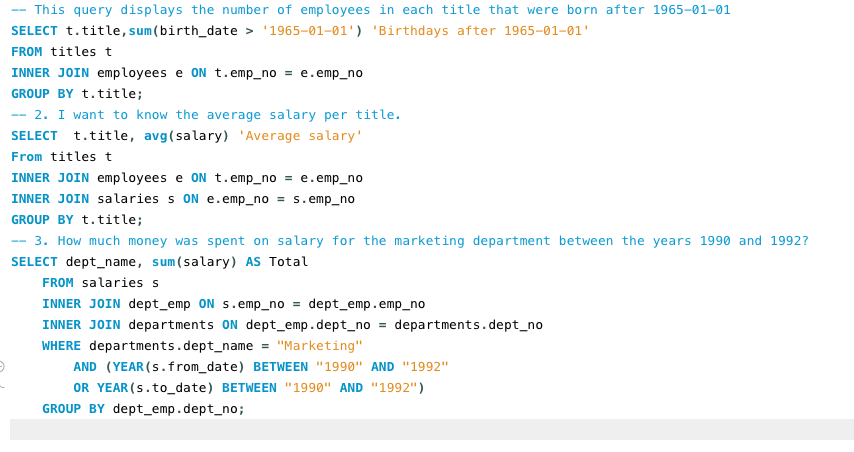 -- This query displays the number of employees in each title that were born after 1965-01-01
SELECT t.title,sum(birth_date > '1965-01-01') 'Birthdays after 1965-01-01'
FROM titles t
INNER JOIN employees e ON t.emp_no = e.emp_no
GROUP BY t.title;
-- 2. I want to know the average salary per title.
SELECT  t.title, avg(salary) 'Average salary'
From titles t
INNER JOIN employees e ON t.emp_no = e.emp_no
INNER JOIN salaries s ON e.emp_no = s.emp_no
GROUP BY t.title;
-- 3. How much money was spent on salary for the marketing department between the years 1990 and 1992?
SELECT dept_name, sum(salary) AS Total
    FROM salaries s
    INNER JOIN dept_emp ON s.emp_no = dept_emp.emp_no
    INNER JOIN departments ON dept_emp.dept_no = departments.dept_no
    WHERE departments.dept_name = "Marketing"
        AND (YEAR(s.from_date) BETWEEN "1990" AND "1992"
        OR YEAR(s.to_date) BETWEEN "1990" AND "1992")
    GROUP BY dept_emp.dept_no;